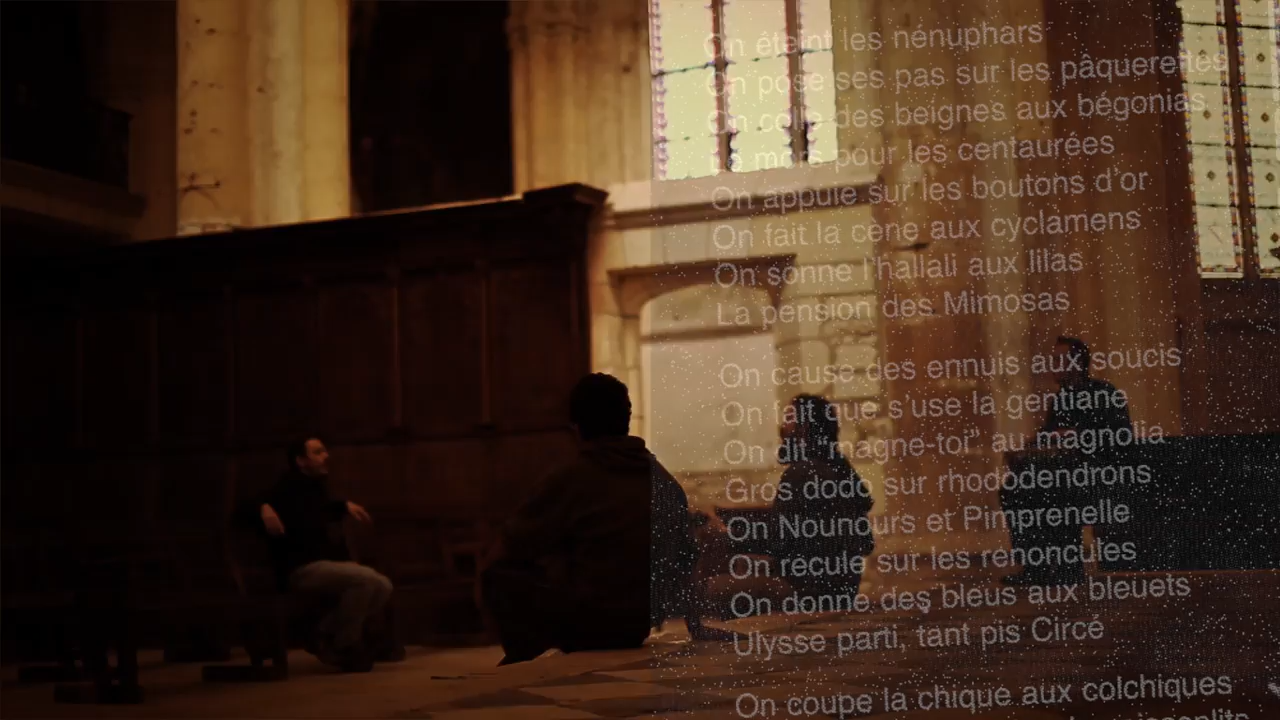 On éteint les nénuphars
On pose ses pas sur les pâquerettes
On colle des beignes aux bégonias
mors pour les centaurées
On appuie sur les boutons d'or
On fait la cène aux cyclamens
On sonne l'hallali aux lilas
La pension des Mimosas
On cause des ennuis aux soucis
On fait que s'use la gentiane
On dit "magne-toi" au magnolia
Gros dodo sur rhododendrons
On Nounours et Pimprenelle
On récule sur les renoncules
On donne des bleus aux bleuets
Ulysse parti, tant pis Circé
On coupe la chique aux colchiques